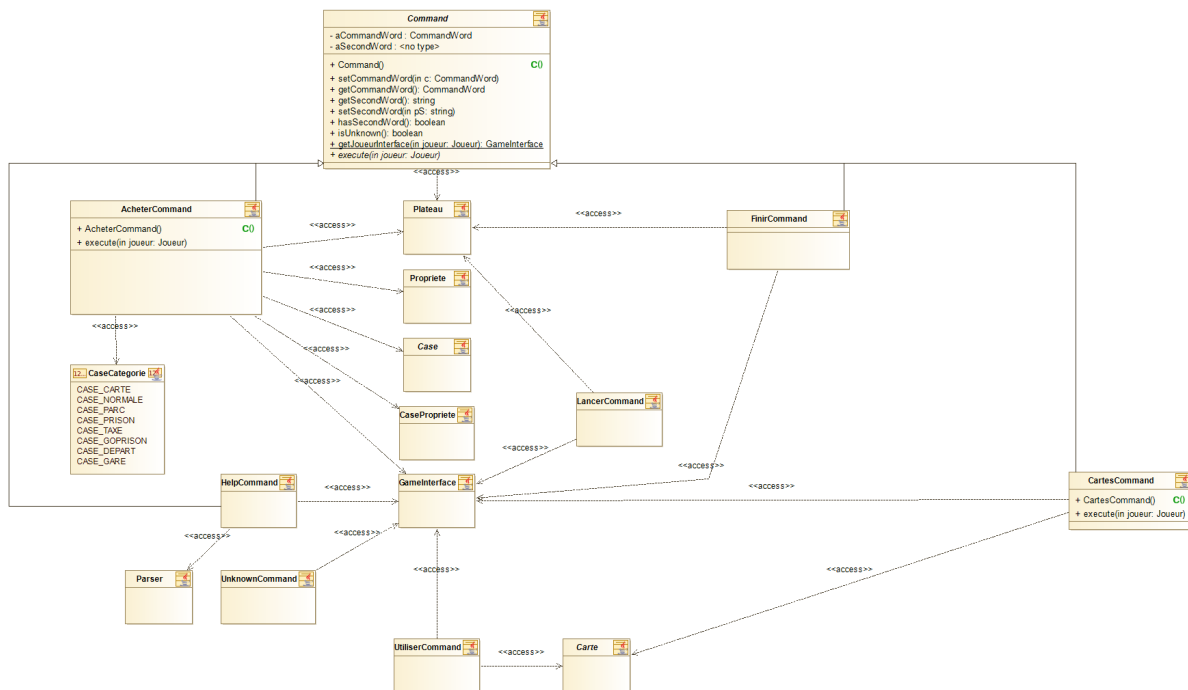 Command
- aCommandWord : CommandWord
- aSecondWord : <no type>
+ Command() C()
+ setCommandWord(in c: CommandWord)
+ getCommandWord(): CommandWord
+ getSecondWord(): string
+ setSecondWord(in pS: string)
+ hasSecondWord(): boolean
+ isUnknown(): boolean
+ getJoueurInterface(in joueur: Joueur): GameInterface
+ execute(in joueur: Joueur)
<<access>>
AcheterCommand
+ AcheterCommand() C()
+ execute(in joueur: Joueur)
Plateau
<<access>>
<<access>>
FinirCommand
<<access>>
Propriete
<<access>>
<<access>>
<<access>>
Case
<<access>>
<<access>>
12... CaseCategorie
CASE_CARTE
CASE_NORMALE
CASE_PARC
CASE_PRISON
CASE_TAXE
CASE_GOPRISON
CASE_DEPART
CASE_GARE
CasePropriete
LancerCommand
<<access>>
<<access>>
HelpCommand
<<access>>
GameInterface
<<access>>
CartesCommand
+ CartesCommand() C()
+ execute(in joueur: Joueur)
<<access>>
<<access>>
Parser
UnknownCommand
<<access>>
<<access>>
UtiliserCommand
<<access>>
Carte